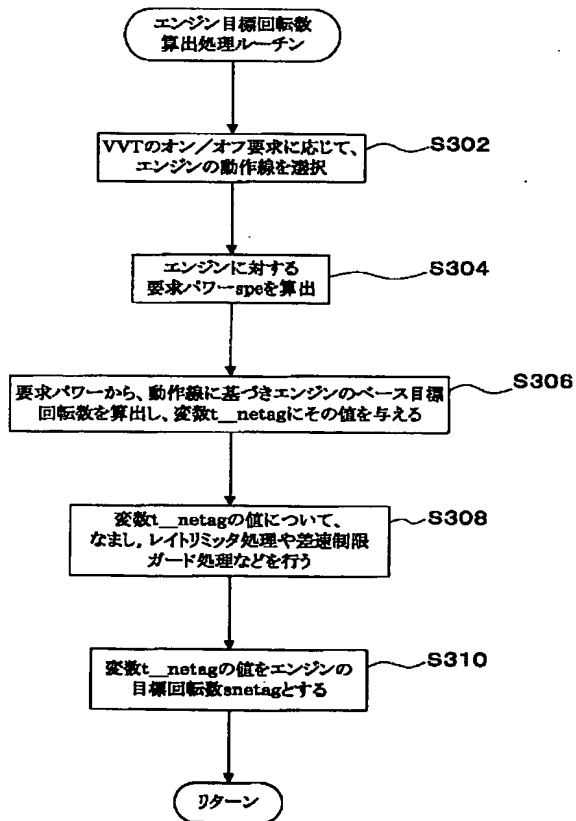 エンジン目標回転数
算出処理ルーチン
VVTのオン/オフ要求に応じて、
エンジンの動作線を選択
S302
エンジンに対する
要求パワーspeを算出
S304
要求パワーから、動作線に基づきエンジンのベース目標
回転数を算出し、変数t__netagにその値を与える
S306
変数t__netagの値について、
なまし，レイトリミッタ処理や差速制限
ガード処理などを行う
S308
変数t__netagの値をエンジンの
目標回転数snetagとする
S310
リターン